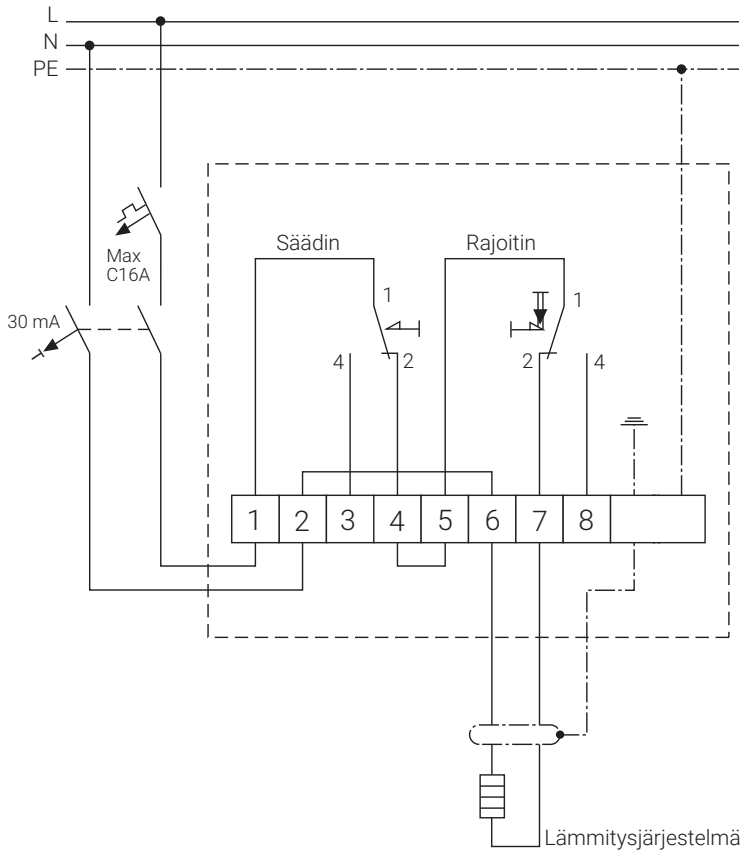 L
N
PE
Säädin
Rajoitin
Max
C16A
30 mA
1
1
4
2
2
4
1 2 3 4 5 6 7 8
Lämmitysjärjestelmä